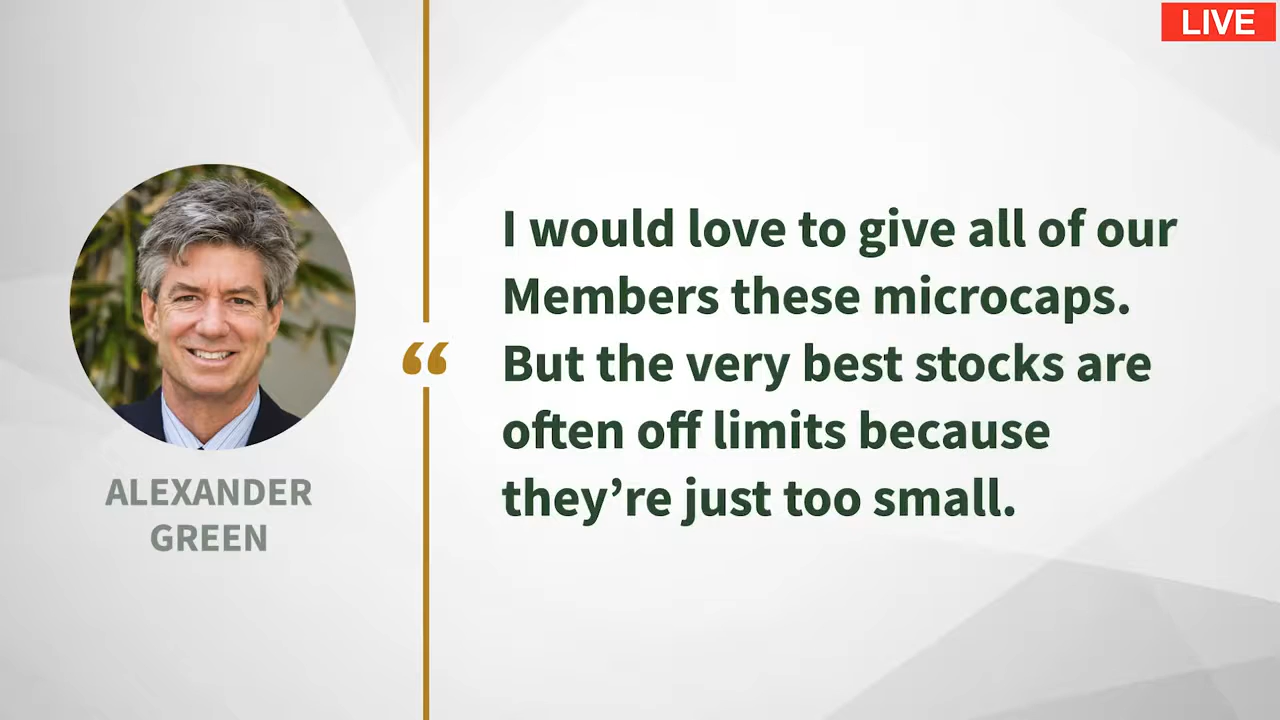 LIVE
I would love to give all of our
Members these microcaps.
But the very best stocks are
often off limits because
they’re just too small.
“
ALEXANDER
GREEN